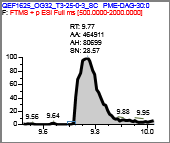 QEF1625_OG32_T3-25-0-3_SC PME-DAG-30:0
F: FTMS + p ESI Full ms [500.0000-2000.0000]
RT: 9.77
AA: 464911
AH: 80699
SN: 28.57
100
80
60
40
20
0
9.56
9.64
9.88
9.95
9.6
9.8
10.0